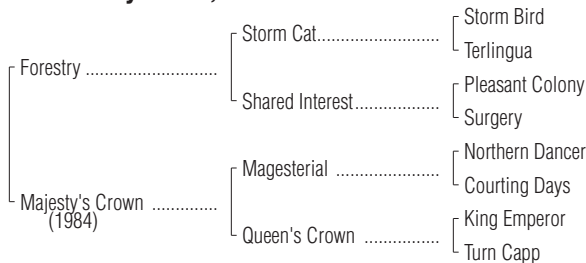 Storm Bird
Storm Cat....................
Terlingua
Forestry ..............................
Pleasant Colony
Shared Interest...................
Surgery
Northern Dancer
Magesterial ..................
Courting Days
Majesty's Crown ...............
(1984)
King Emperor
Queen's Crown .................
Turn Capp